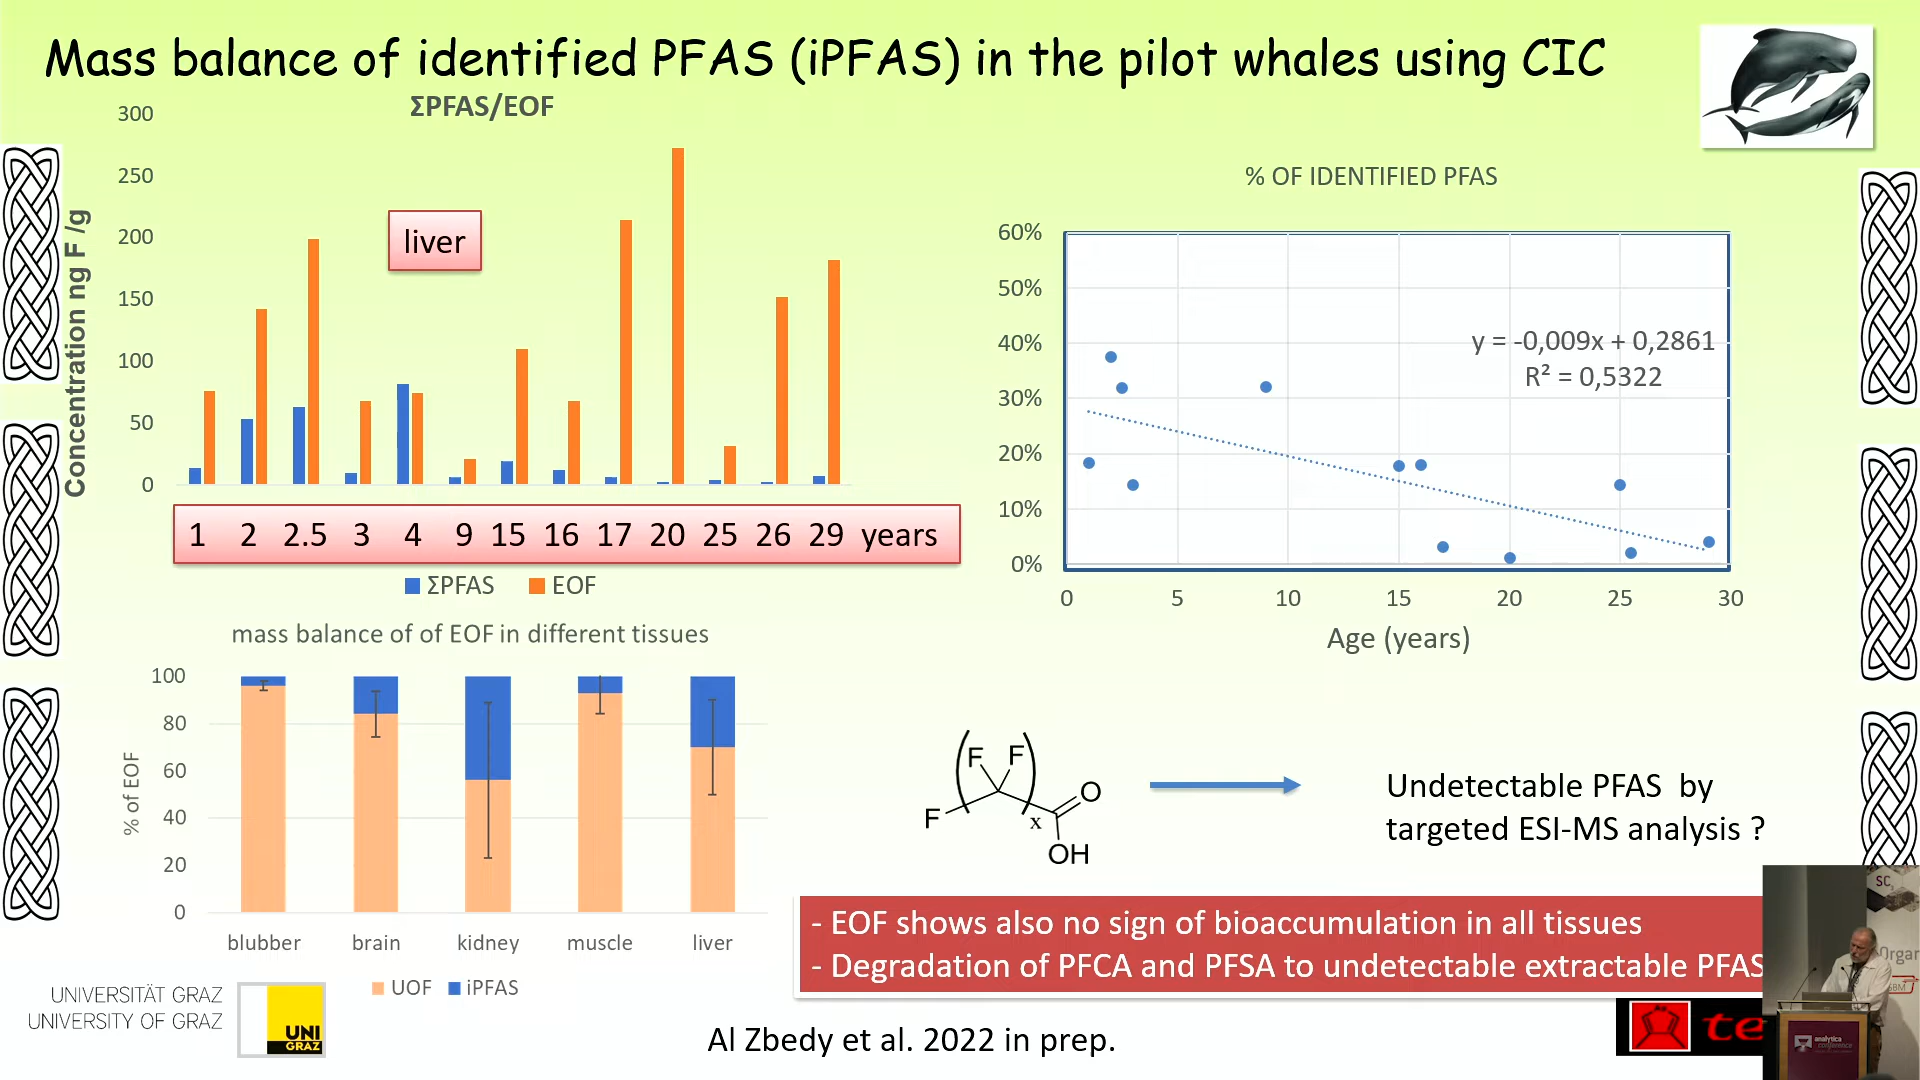 Mass balance of identified PFAS (iPFAS) in the pilot whales using CIC
ΣPFAS/EOF
300
250
200
150
100
50
0
Concentration ng F /g
liver
1 2 2.5 3 4 9 15 16 17 20 25 26 29 years
ΣPFAS EOF
% OF IDENTIFIED PFAS
60%
50%
40%
30%
20%
10%
0%
y = -0,009x + 0,2861
R² = 0,5322
0 5 10 15 20 25 30
Age (years)
mass balance of of EOF in different tissues
100
80
60
40
20
0
% of EOF
blubber brain kidney muscle liver
UOF iPFAS
F F
F
x
O
OH
Undetectable PFAS by
targeted ESI-MS analysis ?
- EOF shows also no sign of bioaccumulation in all tissues
- Degradation of PFCA and PFSA to undetectable extractable PFAS
UNIVERSITÄT GRAZ
UNIVERSITY OF GRAZ
UNI
GRAZ
Al Zbedy et al. 2022 in prep.
te
SC
Organ
SBM
analytica
conference